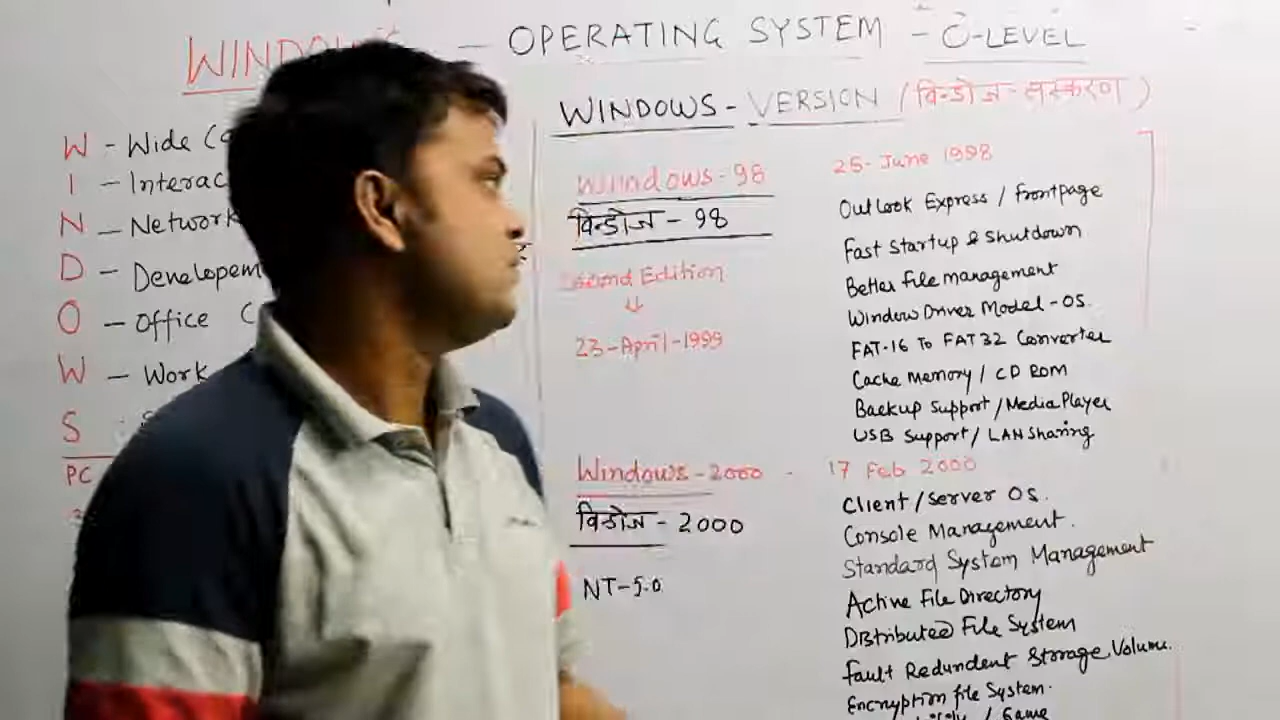 WINDOWS — OPERATING SYSTEM - O-LEVEL
WINDOWS - VERSION / (विन्डोज - संस्करण)
W - Wide
I - Interac
N - Network
D - Developem
O - Office
W - Work
S
PC
Wiindows-98
विन्डोज - 98
Second Edition
↓
23-April-1999
25- June 1998
Outlook Express / frontpage
Fast Startup & Shutdown
Better file management
Window Driver Model - OS.
FAT-16 To FAT32 Converter
Cache Memory / CD ROM
Backup Support / Media Player
USB Support / LAN Sharing
Windows - 2000 - 17 Feb 2000
विन्डोज - 2000
NT-5.0
Client / Server OS.
Console Management.
Standard System Management
Active File Directory
Distributed File System
Fault Redundent Storage Volume.
Encryption file System.
/ Game